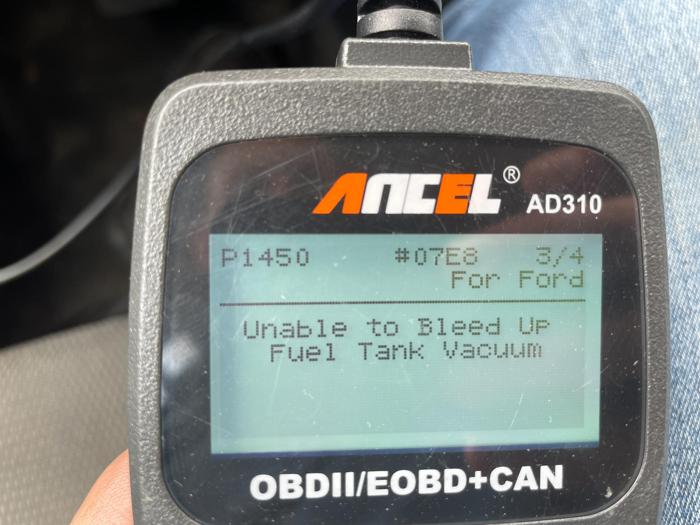 ANCEL® AD310
P1450 #07E8 3/4
For Ford
Unable to Bleed Up
Fuel Tank Vacuum
OBDII/EOBD+CAN